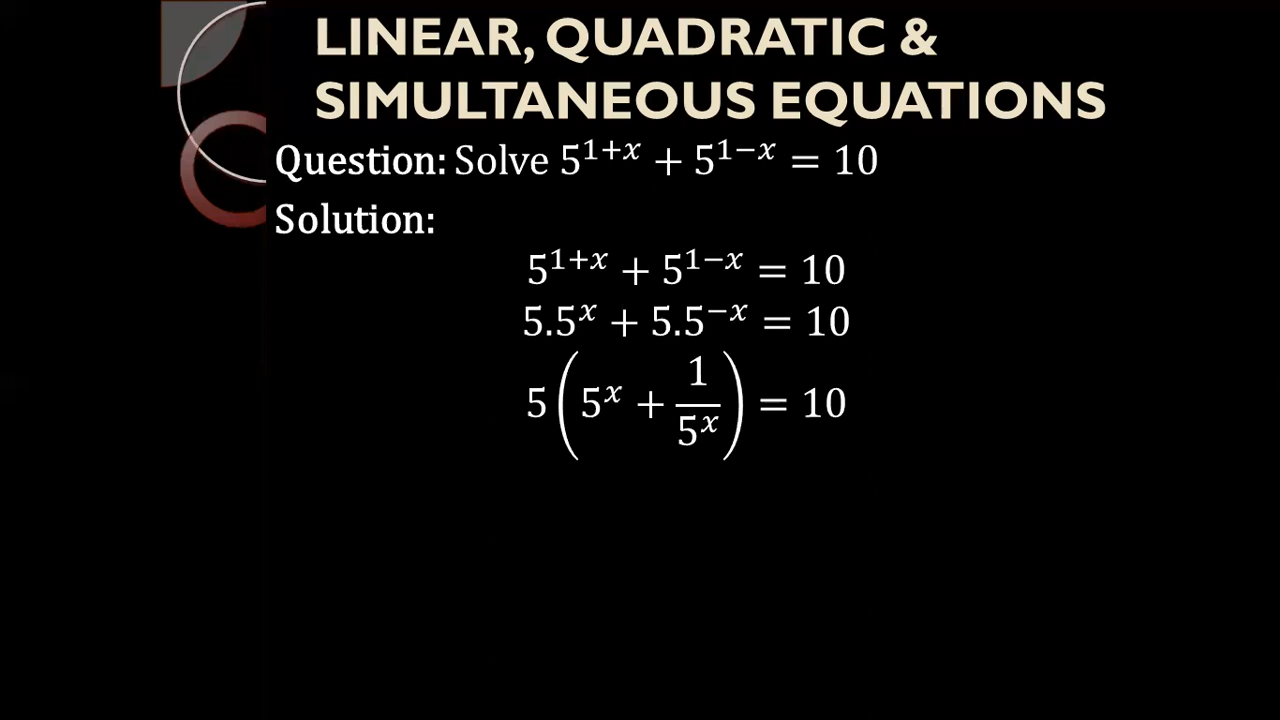 LINEAR, QUADRATIC &
SIMULTANEOUS EQUATIONS
Question: Solve 5^{1+x} + 5^{1−x} = 10
Solution:
5^{1+x} + 5^{1−x} = 10
5.5^{x} + 5.5^{−x} = 10
5(5^{x} + \frac{1}{5^{x}}) = 10